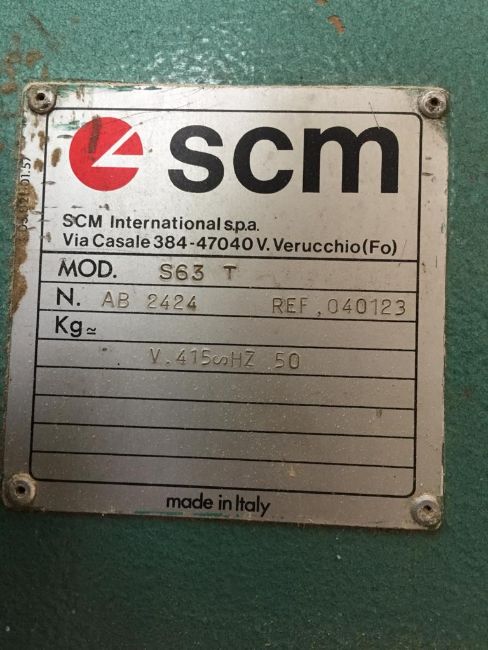 scm
SCM International s.p.a.
Via Casale 384-47040 V. Verucchio (Fo)
MOD. S63 T
N. AB 2424 REF, 040123
Kg≃
V. 415∾HZ 50
made in Italy